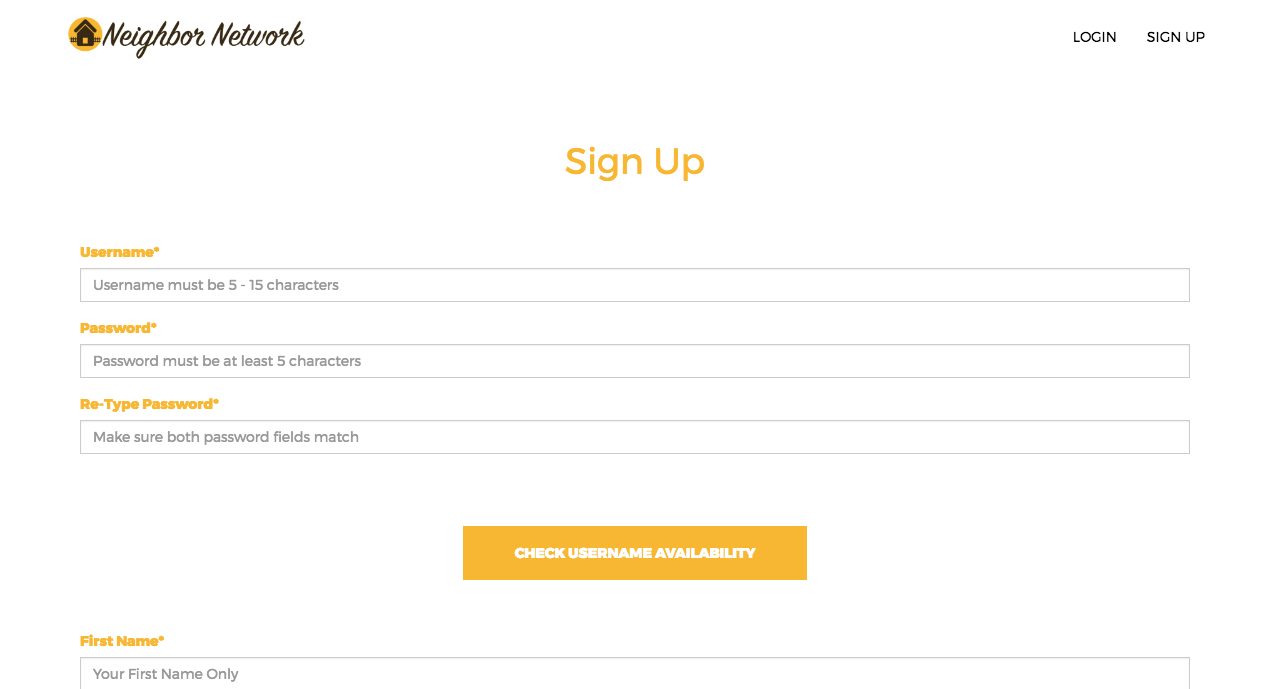 Neighbor Network
LOGIN SIGN UP
Sign Up
Username*
Username must be 5 - 15 characters
Password*
Password must be at least 5 characters
Re-Type Password*
Make sure both password fields match
CHECK USERNAME AVAILABILITY
First Name*
Your First Name Only